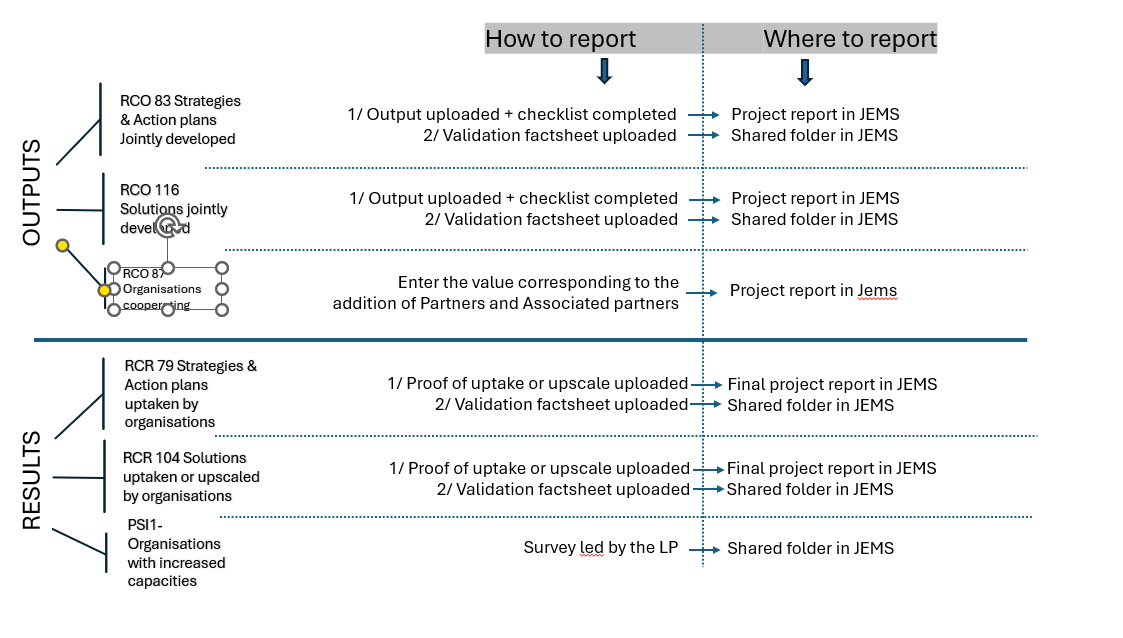 How to report
Where to report
OUTPUTS
RCO 83 Strategies
& Action plans
Jointly developed
1/ Output uploaded + checklist completed
Project report in JEMS
2/ Validation factsheet uploaded
Shared folder in JEMS
RCO 116
Solutions jointly
developed
1/ Output uploaded + checklist completed
Project report in JEMS
2/ Validation factsheet uploaded
Shared folder in JEMS
RCO 87
Organisations
cooperating
Enter the value corresponding to the
addition of Partners and Associated partners
Project report in Jems
RESULTS
RCR 79 Strategies &
Action plans
uptaken by
organisations
1/ Proof of uptake or upscale uploaded
Final project report in JEMS
2/ Validation factsheet uploaded
Shared folder in JEMS
RCR 104 Solutions
uptaken or upscaled
by organisations
1/ Proof of uptake or upscale uploaded
Final project report in JEMS
2/ Validation factsheet uploaded
Shared folder in JEMS
PSI1-
Organisations
with increased
capacities
Survey led by the LP
Shared folder in JEMS